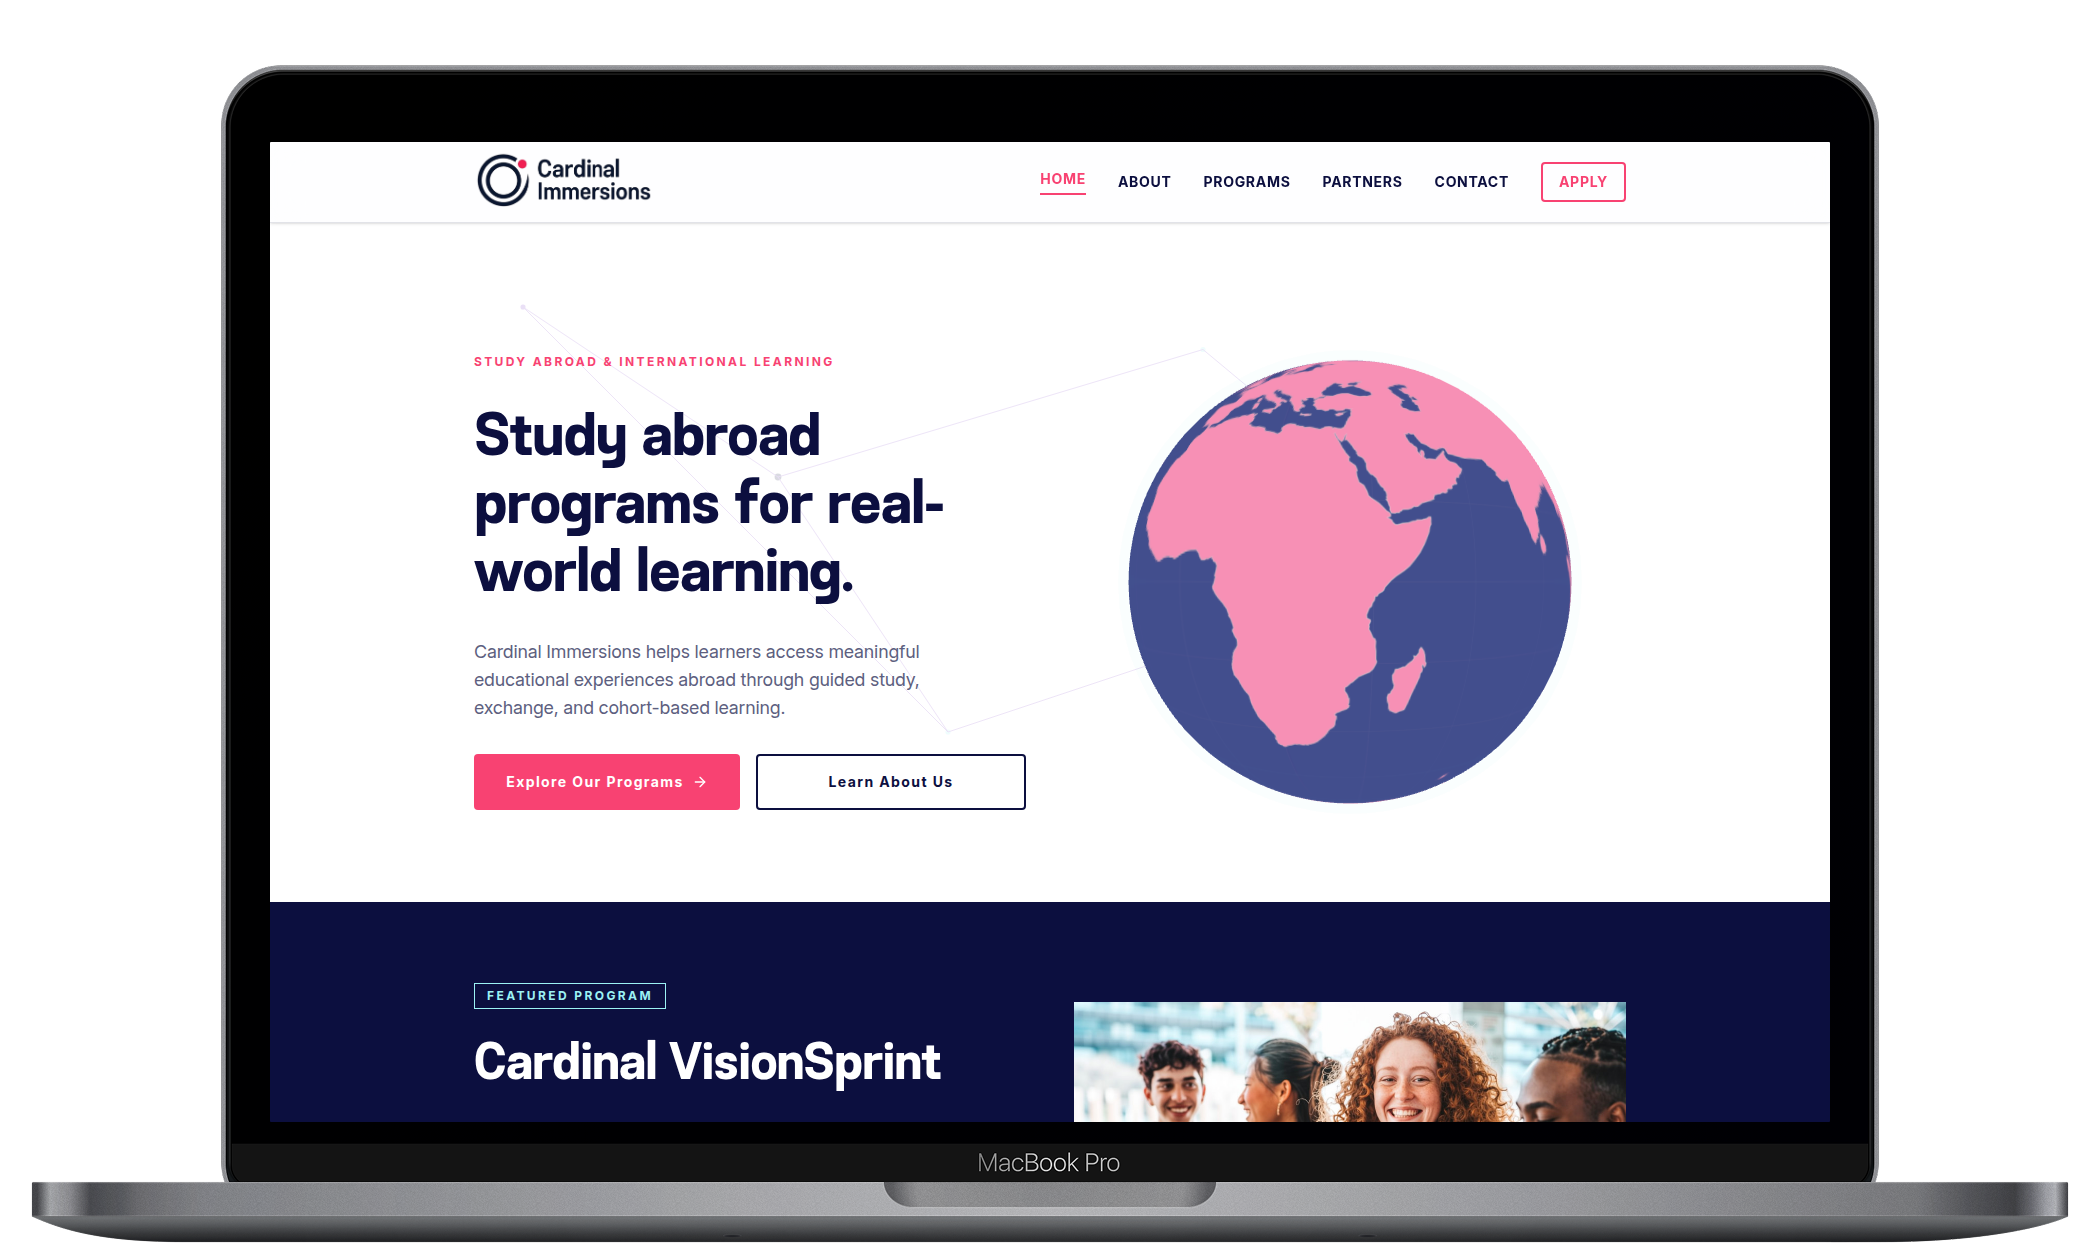 Cardinal
Immersions
HOME
ABOUT
PROGRAMS
PARTNERS
CONTACT
APPLY
STUDY ABROAD & INTERNATIONAL LEARNING
Study abroad
programs for real-
world learning.
Cardinal Immersions helps learners access meaningful
educational experiences abroad through guided study,
exchange, and cohort-based learning.
Explore Our Programs →
Learn About Us
FEATURED PROGRAM
Cardinal VisionSprint
MacBook Pro